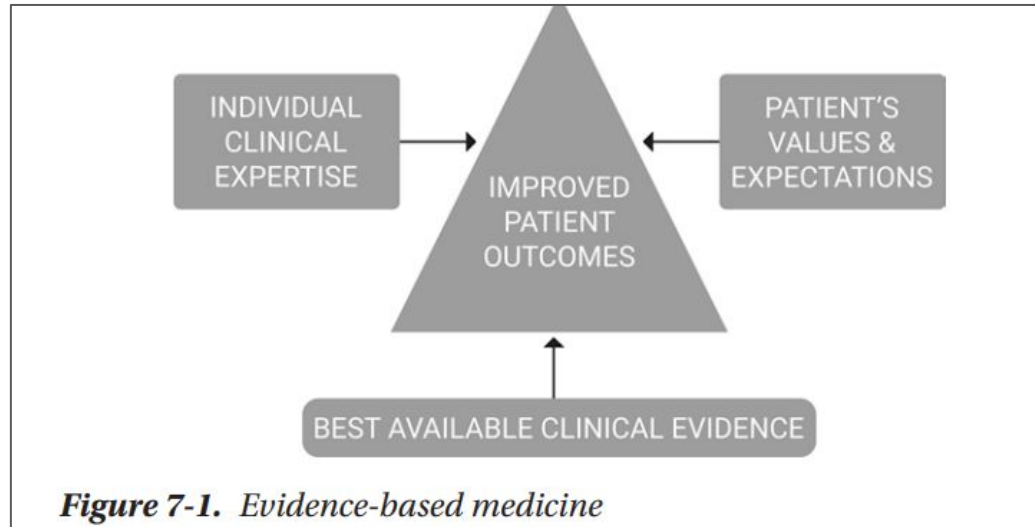 INDIVIDUAL
CLINICAL
EXPERTISE
PATIENT'S
VALUES &
EXPECTATIONS
IMPROVED
PATIENT
OUTCOMES
BEST AVAILABLE CLINICAL EVIDENCE
Figure 7-1. Evidence-based medicine